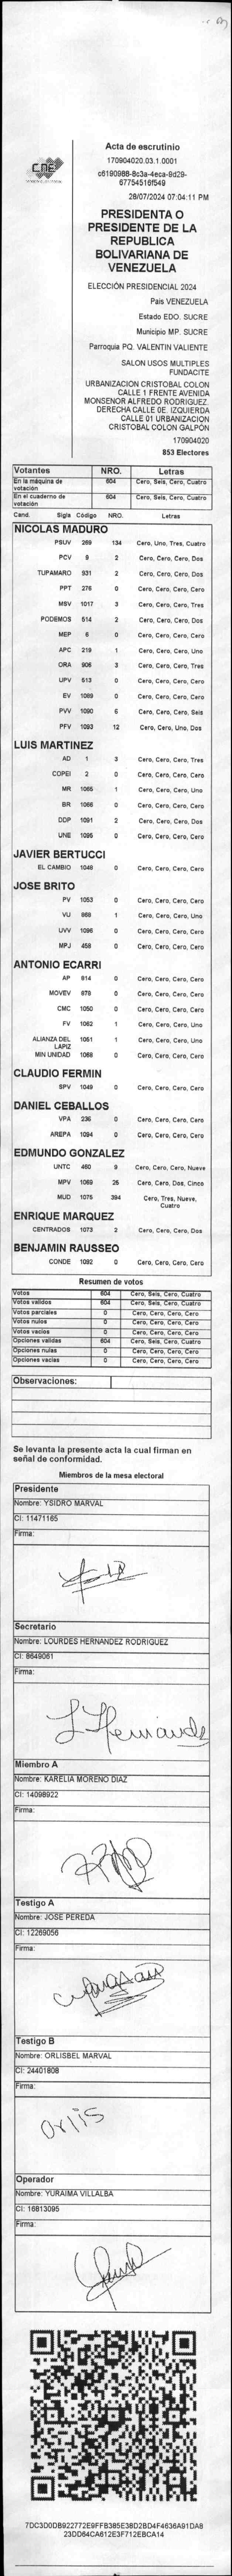 CNE
Acta de escrutinio
170904020.03.1.0001
c6190988-8c3a-4eca-9d29-
67754516f549
28/07/2024 07:04:11 PM
PRESIDENTA O
PRESIDENTE DE LA
REPUBLICA
BOLIVARIANA DE
VENEZUELA
ELECCIÓN PRESIDENCIAL 2024
Pais VENEZUELA
Estado EDO. SUCRE
Municipio MP. SUCRE
Parroquia PQ. VALENTIN VALIENTE
SALON USOS MULTIPLES
FUNDACITE
URBANIZACION CRISTOBAL COLON
CALLE 1 FRENTE AVENIDA
MONSENOR ALFREDO RODRIGUEZ.
DERECHA CALLE 0E. IZQUIERDA
CALLE 01 URBANIZACION
CRISTOBAL COLON GALPÓN
170904020
853 Electores
Votantes NRO. Letras
En la máquina de votación 604 Cero, Seis, Cero, Cuatro
En el cuaderno de votación 604 Cero, Seis, Cero, Cuatro
Cand. Sigla Código NRO. Letras
NICOLAS MADURO
PSUV 269 134 Cero, Uno, Tres, Cuatro
PCV 9 2 Cero, Cero, Cero, Dos
TUPAMARO 931 2 Cero, Cero, Cero, Dos
PPT 276 0 Cero, Cero, Cero, Cero
MSV 1017 3 Cero, Cero, Cero, Tres
PODEMOS 514 2 Cero, Cero, Cero, Dos
MEP 6 0 Cero, Cero, Cero, Cero
APC 219 1 Cero, Cero, Cero, Uno
ORA 906 3 Cero, Cero, Cero, Tres
UPV 513 0 Cero, Cero, Cero, Cero
EV 1089 0 Cero, Cero, Cero, Cero
PVV 1090 6 Cero, Cero, Cero, Seis
PFV 1093 12 Cero, Cero, Uno, Dos
LUIS MARTINEZ
AD 1 3 Cero, Cero, Cero, Tres
COPEI 2 0 Cero, Cero, Cero, Cero
MR 1065 1 Cero, Cero, Cero, Uno
BR 1066 0 Cero, Cero, Cero, Cero
DDP 1091 2 Cero, Cero, Cero, Dos
UNE 1095 0 Cero, Cero, Cero, Cero
JAVIER BERTUCCI
EL CAMBIO 1048 0 Cero, Cero, Cero, Cero
JOSE BRITO
PV 1053 0 Cero, Cero, Cero, Cero
VU 868 1 Cero, Cero, Cero, Uno
UVV 1096 0 Cero, Cero, Cero, Cero
MPJ 458 0 Cero, Cero, Cero, Cero
ANTONIO ECARRI
AP 814 0 Cero, Cero, Cero, Cero
MOVEV 879 0 Cero, Cero, Cero, Cero
CMC 1050 0 Cero, Cero, Cero, Cero
FV 1062 1 Cero, Cero, Cero, Uno
ALIANZA DEL LÁPIZ 1051 1 Cero, Cero, Cero, Uno
MIN UNIDAD 1068 0 Cero, Cero, Cero, Cero
CLAUDIO FERMIN
SPV 1049 0 Cero, Cero, Cero, Cero
DANIEL CEBALLOS
VPA 236 0 Cero, Cero, Cero, Cero
AREPA 1094 0 Cero, Cero, Cero, Cero
EDMUNDO GONZALEZ
UNTC 460 9 Cero, Cero, Cero, Nueve
MPV 1069 25 Cero, Cero, Dos, Cinco
MUD 1075 394 Cero, Tres, Nueve, Cuatro
ENRIQUE MARQUEZ
CENTRADOS 1073 2 Cero, Cero, Cero, Dos
BENJAMIN RAUSSEO
CONDE 1092 0 Cero, Cero, Cero, Cero
Resumen de votos
Votos 604 Cero, Seis, Cero, Cuatro
Votos validos 604 Cero, Seis, Cero, Cuatro
Votos parciales 0 Cero, Cero, Cero, Cero
Votos nulos 0 Cero, Cero, Cero, Cero
Votos vacios 0 Cero, Cero, Cero, Cero
Opciones validas 604 Cero, Seis, Cero, Cuatro
Opciones nulas 0 Cero, Cero, Cero, Cero
Opciones vacias 0 Cero, Cero, Cero, Cero
Observaciones:
Se levanta la presente acta la cual firman en
señal de conformidad.
Miembros de la mesa electoral
Presidente
Nombre: YSIDRO MARVAL
CI: 11471165
Firma:
Secretario
Nombre: LOURDES HERNANDEZ RODRIGUEZ
CI: 8649061
Firma:
L Hernandez
Miembro A
Nombre: KARELIA MORENO DIAZ
CI: 14098922
Firma:
Testigo A
Nombre: JOSE PEREDA
CI: 12269056
Firma:
Testigo B
Nombre: ORLISBEL MARVAL
CI: 24401808
Firma:
Orlis
Operador
Nombre: YURAIMA VILLALBA
CI: 16813095
Firma:
7DC3D0DB922772E9FFB385E38D2BD4F4636A91DA8
23DD64CA612E3F712EBCA14